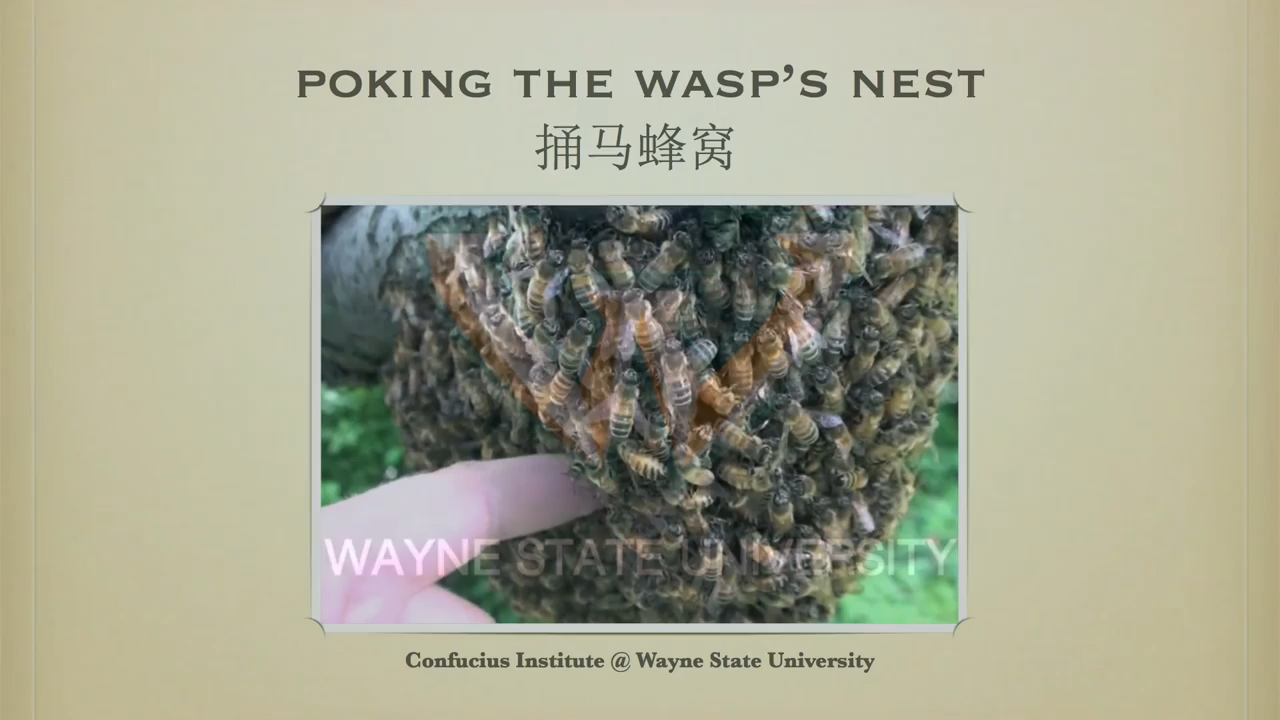 POKING THE WASP'S NEST
捅马蜂窝
WAYNE STATE UNIVERSITY
Confucius Institute @ Wayne State University